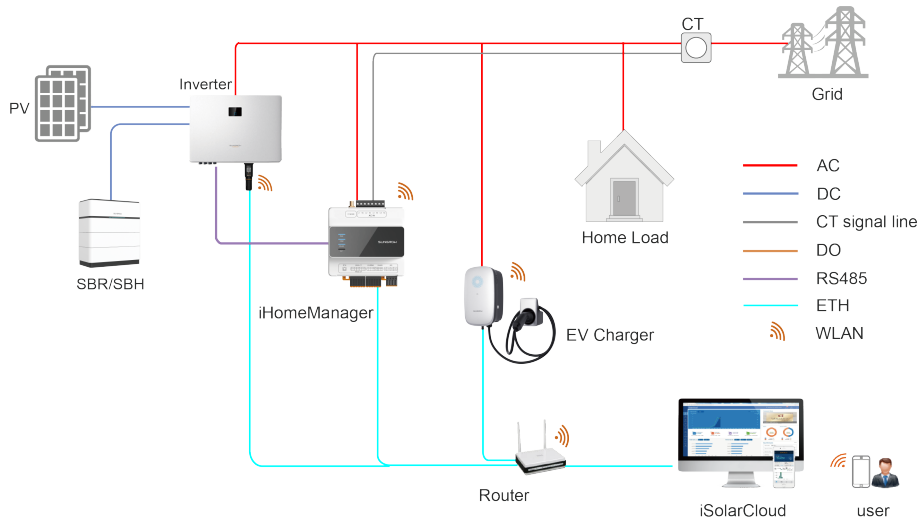 CT
Inverter
PV
Grid
AC
DC
CT signal line
Home Load
DO
SBR/SBH
RS485
iHomeManager
ETH
EV Charger
WLAN
Router
iSolarCloud
user